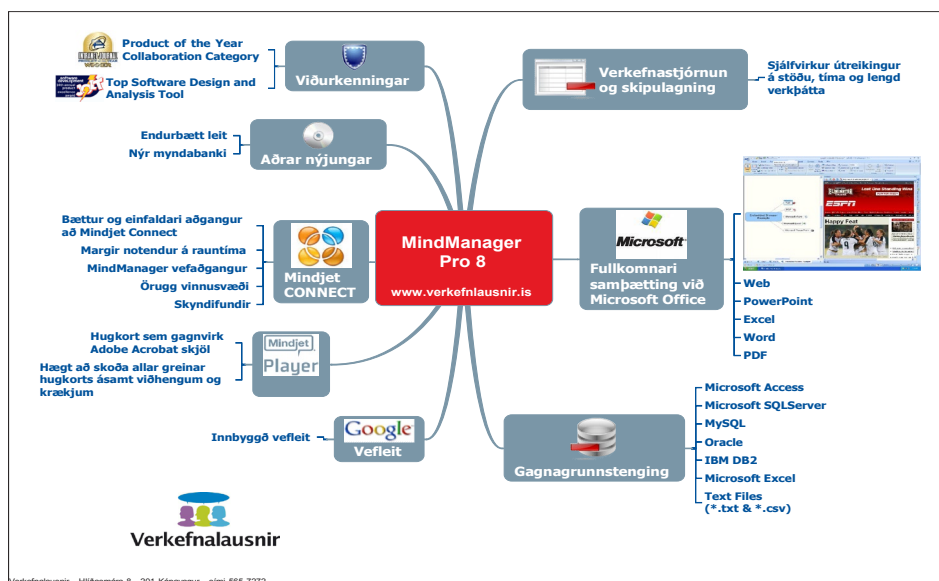 MindManager
Pro 8
www.verkefnlausnir.is
Product of the Year
Collaboration Category
Top Software Design and
Analysis Tool
Viðurkenningar
Endurbætt leit
Nýr myndabanki
Aðrar nýjungar
Bættur og einfaldari aðgangur
að Mindjet Connect
Margir notendur á rauntíma
MindManager vefaðgangur
Örugg vinnusvæði
Skyndifundir
Mindjet
CONNECT
Hugkort sem gagnvirk
Adobe Acrobat skjöl
Hægt að skoða allar greinar
hugkorts ásamt viðhengum og
krækjum
Mindjet
Player
Innbyggð vefleit
Google
Vefleit
Verkefnastjórnun
og skipulagning
Sjálfvirkur útreikingur
á stöðu, tíma og lengd
verkþátta
Microsoft
Fullkomnari
samþætting við
Microsoft Office
ESPN
Happy Feat
Web
PowerPoint
Excel
Word
PDF
Gagnagrunnstenging
Microsoft Access
Microsoft SQLServer
MySQL
Oracle
IBM DB2
Microsoft Excel
Text Files
(*.txt & *.csv)
Verkefnalausnir